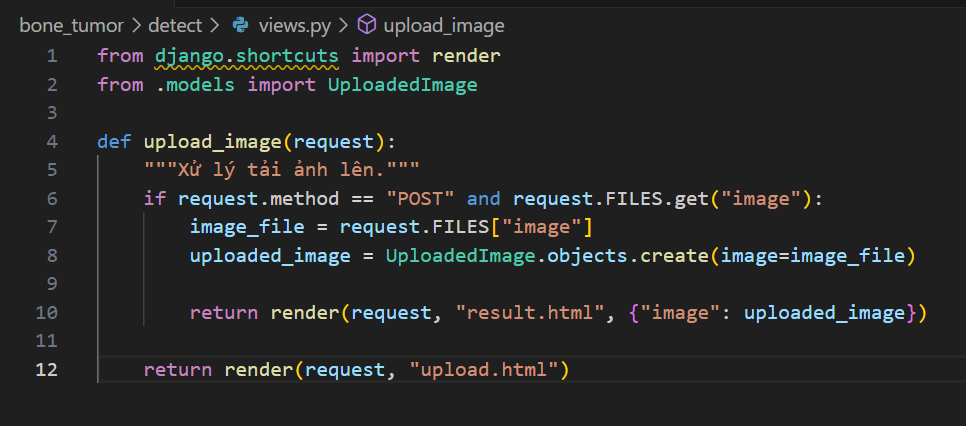 bone_tumor > detect > views.py > upload_image
1 from django.shortcuts import render
2 from .models import UploadedImage
3
4 def upload_image(request):
5     """Xử lý tải ảnh lên."""
6     if request.method == "POST" and request.FILES.get("image"):
7         image_file = request.FILES["image"]
8         uploaded_image = UploadedImage.objects.create(image=image_file)
9
10         return render(request, "result.html", {"image": uploaded_image})
11
12     return render(request, "upload.html")